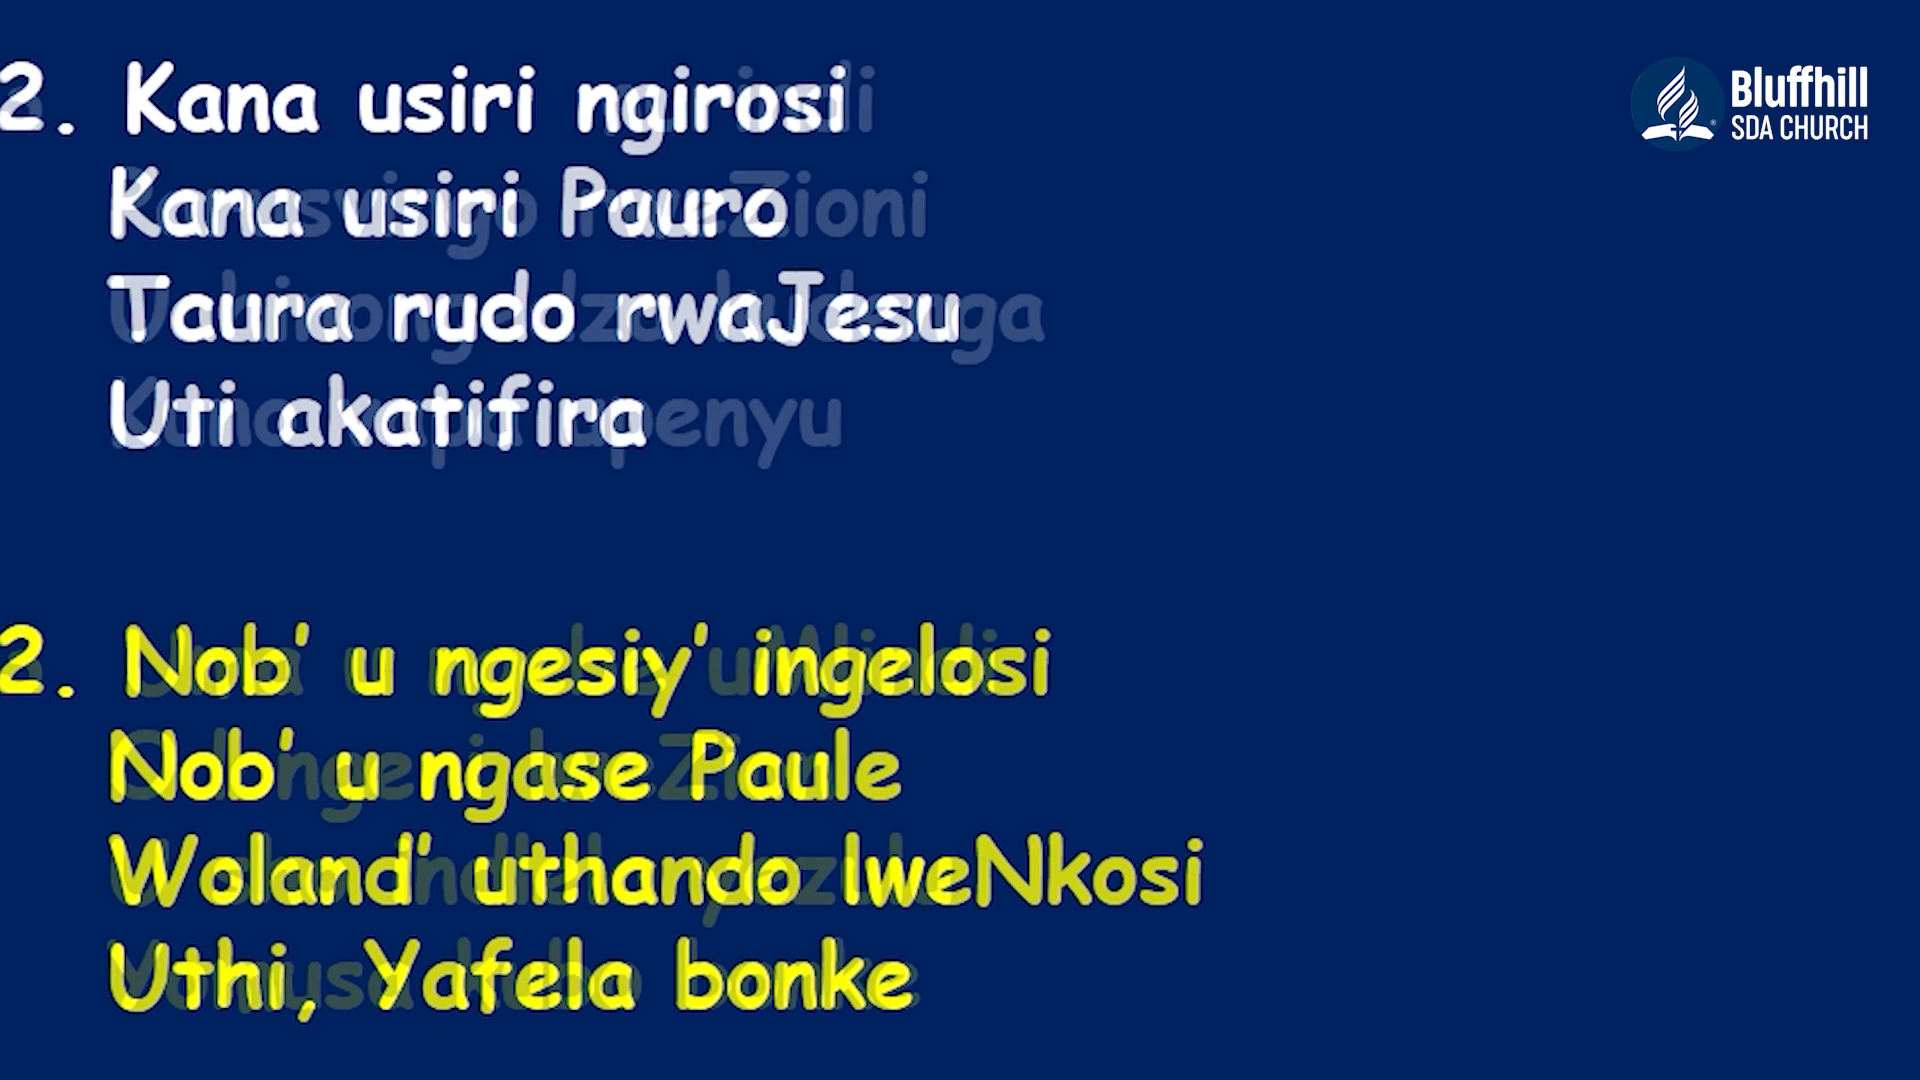 2. Kana usiri ngirosi
Kana usiri Pauro
Taura rudo rwaJesu
Uti akatifira
2. Nob' u ngesiy' ingelosi
Nob' u ngase Paule
Woland' uthando lweNkosi
Uthi, Yafela bonke
Bluffhill
SDA CHURCH